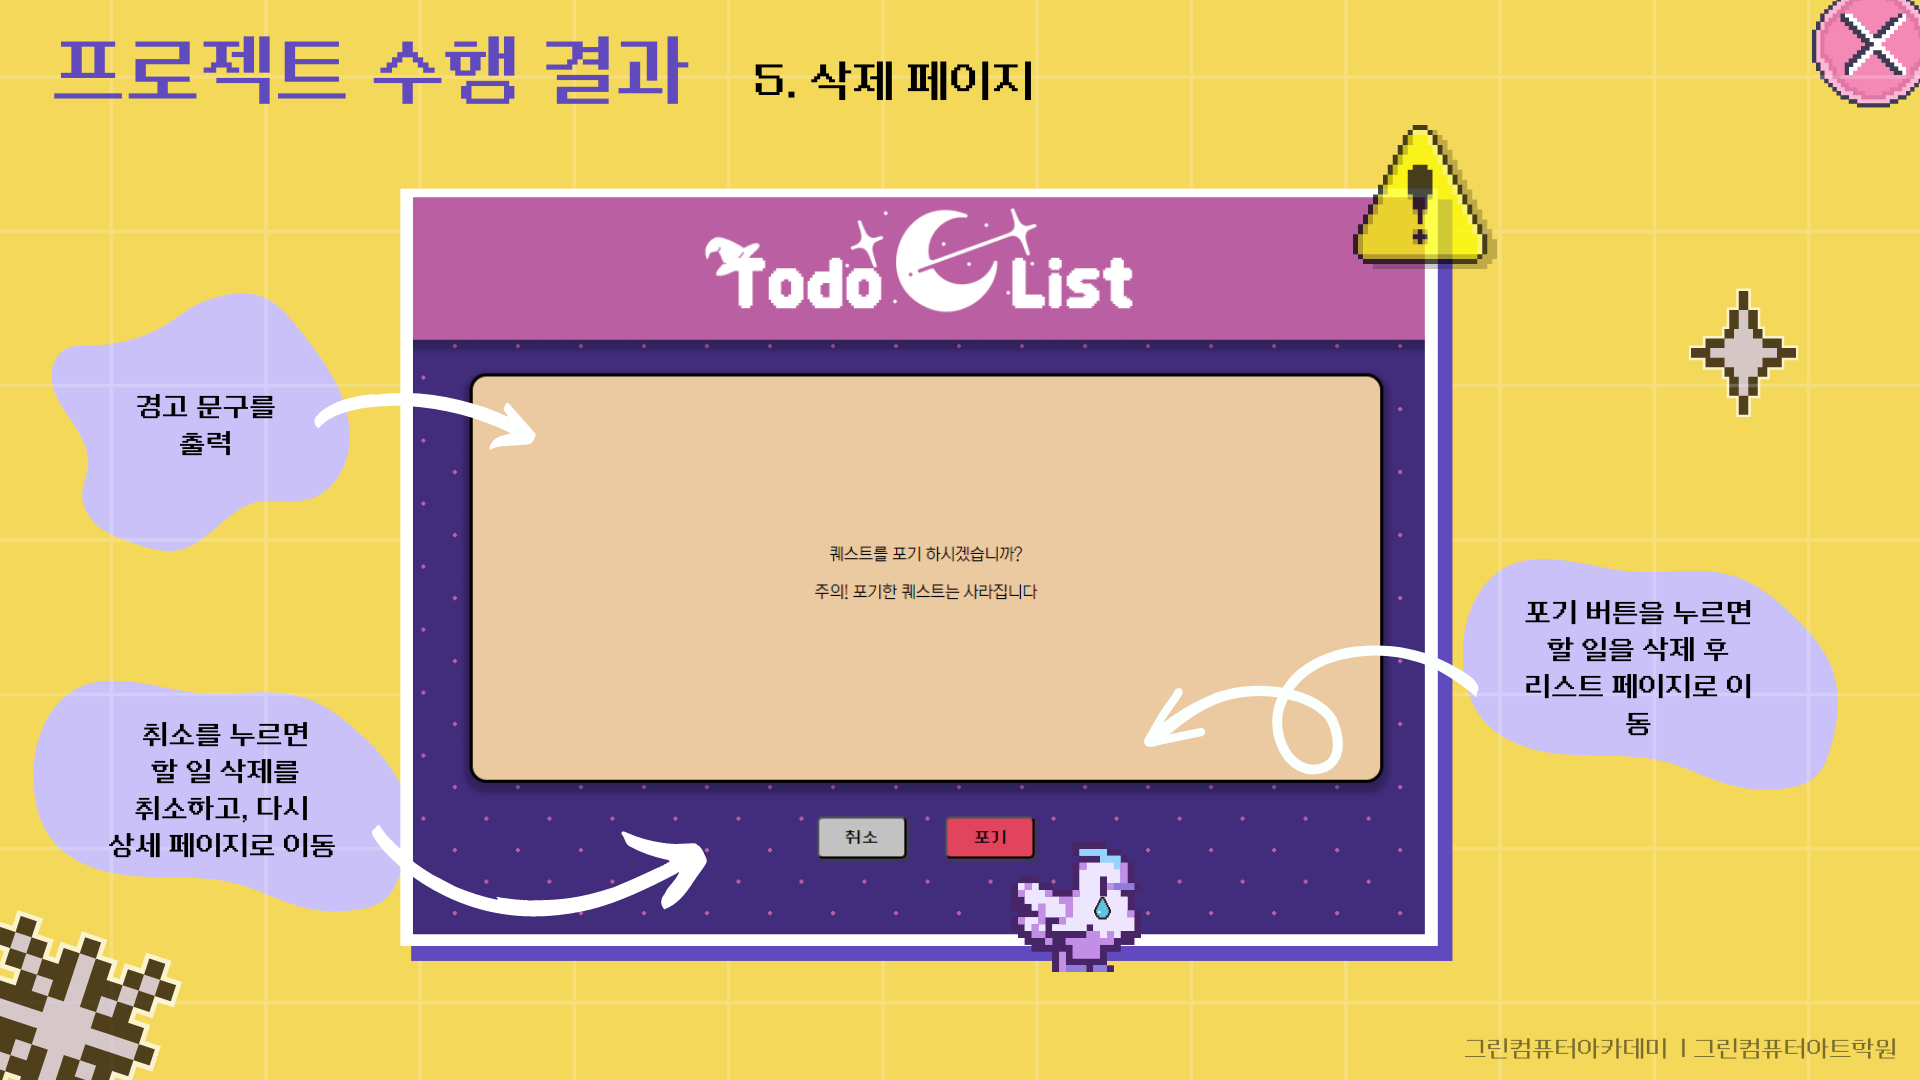 프로젝트 수행 결과
5. 삭제 페이지
Todo List
경고 문구를
출력
퀘스트를 포기 하시겠습니까?
주의! 포기한 퀘스트는 사라집니다
포기 버튼을 누르면
할 일을 삭제 후
리스트 페이지로 이
동
취소를 누르면
할 일 삭제를
취소하고, 다시
상세 페이지로 이동
취소
포기
그린컴퓨터아카데미 | 그린컴퓨터아트학원